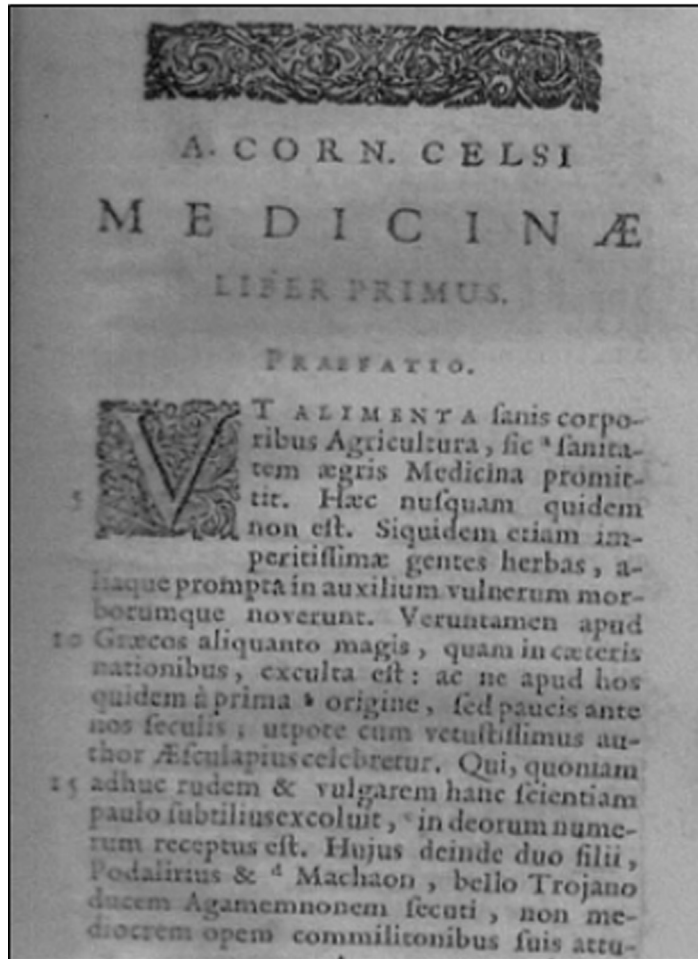 A. CORN. CELSI
MEDICINÆ
LIBER PRIMUS.
PRAEFATIO.
VT ALIMENTA ſanis corpo-
ribus Agricultura, ſic a ſanita-
tem ægris Medicina promit-
5 tit. Hæc nuſquam quidem
non eſt. Siquidem etiam im-
peritiſſimæ gentes herbas, a-
liaque prompta in auxilium vulnerum mor-
borumque noverunt. Veruntamen apud
10 Græcos aliquanto magis, quam in cæteris
nationibus, exculta eſt: ac ne apud hos
quidem à prima b origine, ſed paucis ante
nos ſeculis; utpote cum vetuſtiſſimus au-
thor Æſculapius celebretur. Qui, quoniam
15 adhuc rudem & vulgarem hanc ſcientiam
paulo ſubtilius excoluit, c in deorum nume-
rum receptus eſt. Hujus deinde duo filii,
Podalirius & d Machaon, bello Trojano
ducem Agamemnonem ſecuti, non me-
diocrem opem commilitonibus ſuis attu-